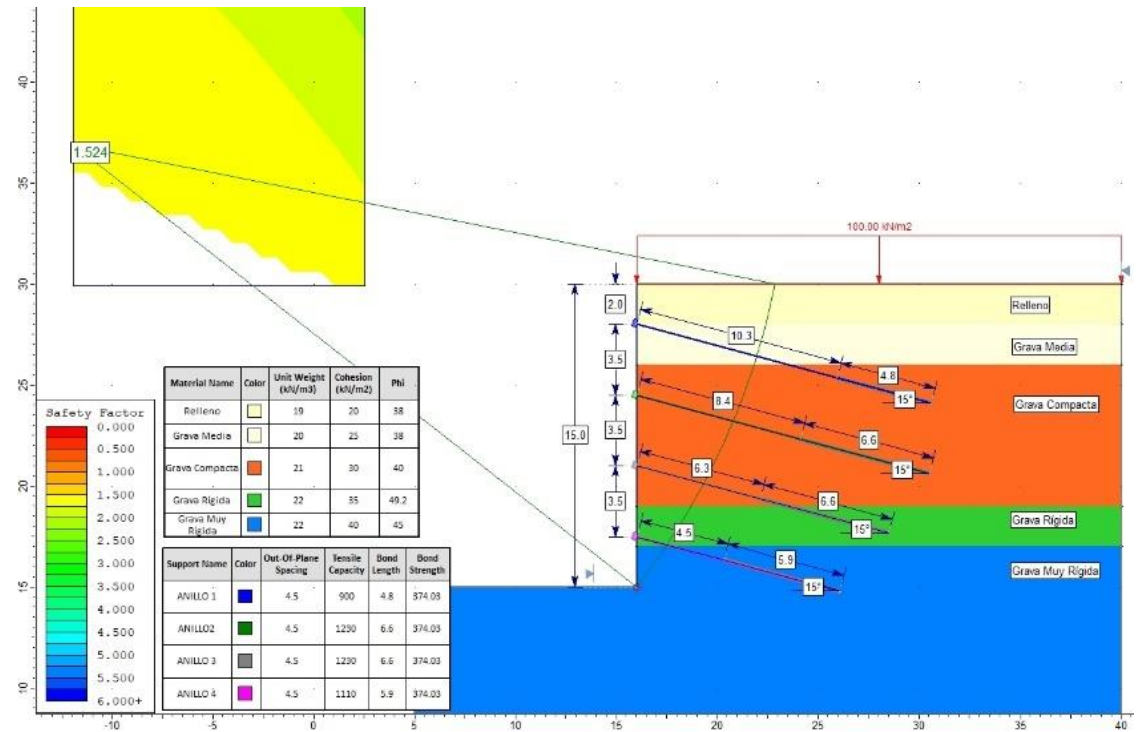 40
35
30
25
20
15
10
-10
-5
0
5
10
15
20
25
30
35
40
1.524
100.00 kN/m2
2.0
3.5
3.5
3.5
15.0
10.3
4.8
15°
8.4
6.6
15°
6.3
6.6
15°
4.5
5.9
15°
Relleno
Grava Media
Grava Compacta
Grava Rígida
Grava Muy Rígida
Material Name Color Unit Weight (kN/m3) Cohesion (kN/m2) Phi
Relleno 19 20 38
Grava Media 20 25 38
Grava Compacta 21 30 40
Grava Rígida 22 35 49.2
Grava Muy Rígida 22 40 45
Support Name Color Out-Of-Plane Spacing Tensile Capacity Bond Length Bond Strength
ANILLO 1 4.5 900 4.8 374.03
ANILLO2 4.5 1230 6.6 374.03
ANILLO 3 4.5 1230 6.6 374.03
ANILLO 4 4.5 1110 5.9 374.03
Safety Factor
0.000
0.500
1.000
1.500
2.000
2.500
3.000
3.500
4.000
4.500
5.000
5.500
6.000+